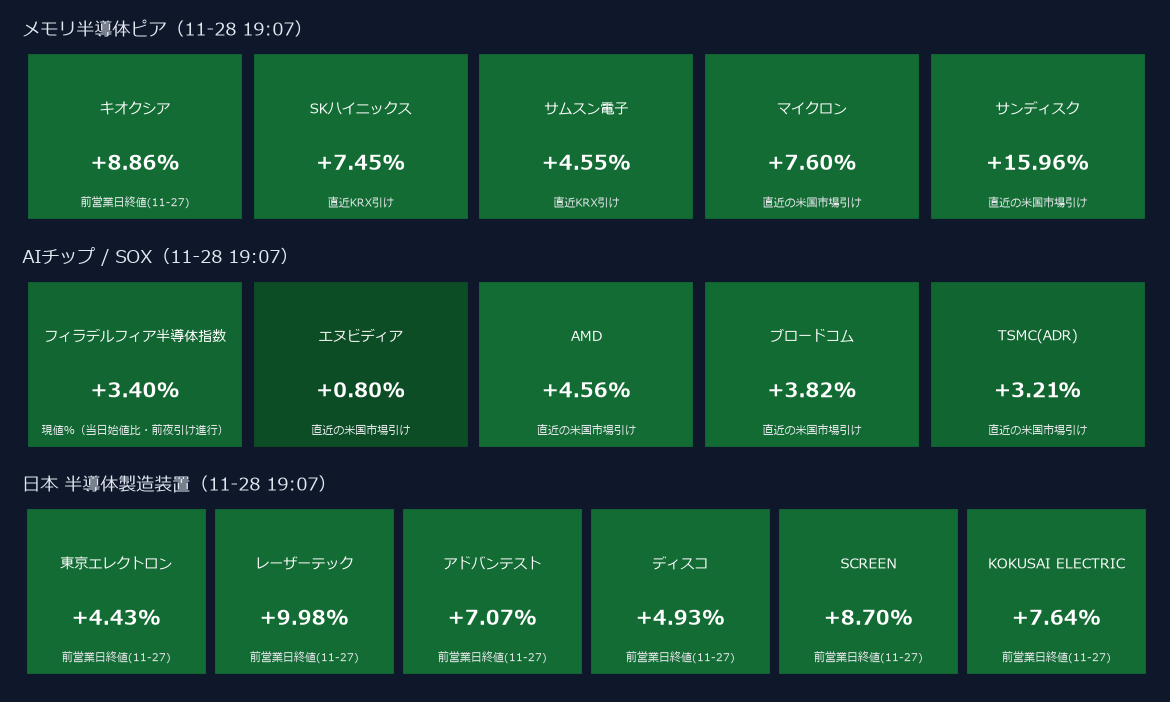 メモリ半導体ピア（11-28 19:07）
キオクシア
+8.86%
前営業日終値(11-27)
SKハイニックス
+7.45%
直近KRX引け
サムスン電子
+4.55%
直近KRX引け
マイクロン
+7.60%
直近の米国市場引け
サンディスク
+15.96%
直近の米国市場引け
AIチップ / SOX（11-28 19:07）
フィラデルフィア半導体指数
+3.40%
現値%（当日始値比・前夜引け進行）
エヌビディア
+0.80%
直近の米国市場引け
AMD
+4.56%
直近の米国市場引け
ブロードコム
+3.82%
直近の米国市場引け
TSMC(ADR)
+3.21%
直近の米国市場引け
日本 半導体製造装置（11-28 19:07）
東京エレクトロン
+4.43%
前営業日終値(11-27)
レーザーテック
+9.98%
前営業日終値(11-27)
アドバンテスト
+7.07%
前営業日終値(11-27)
ディスコ
+4.93%
前営業日終値(11-27)
SCREEN
+8.70%
前営業日終値(11-27)
KOKUSAI ELECTRIC
+7.64%
前営業日終値(11-27)